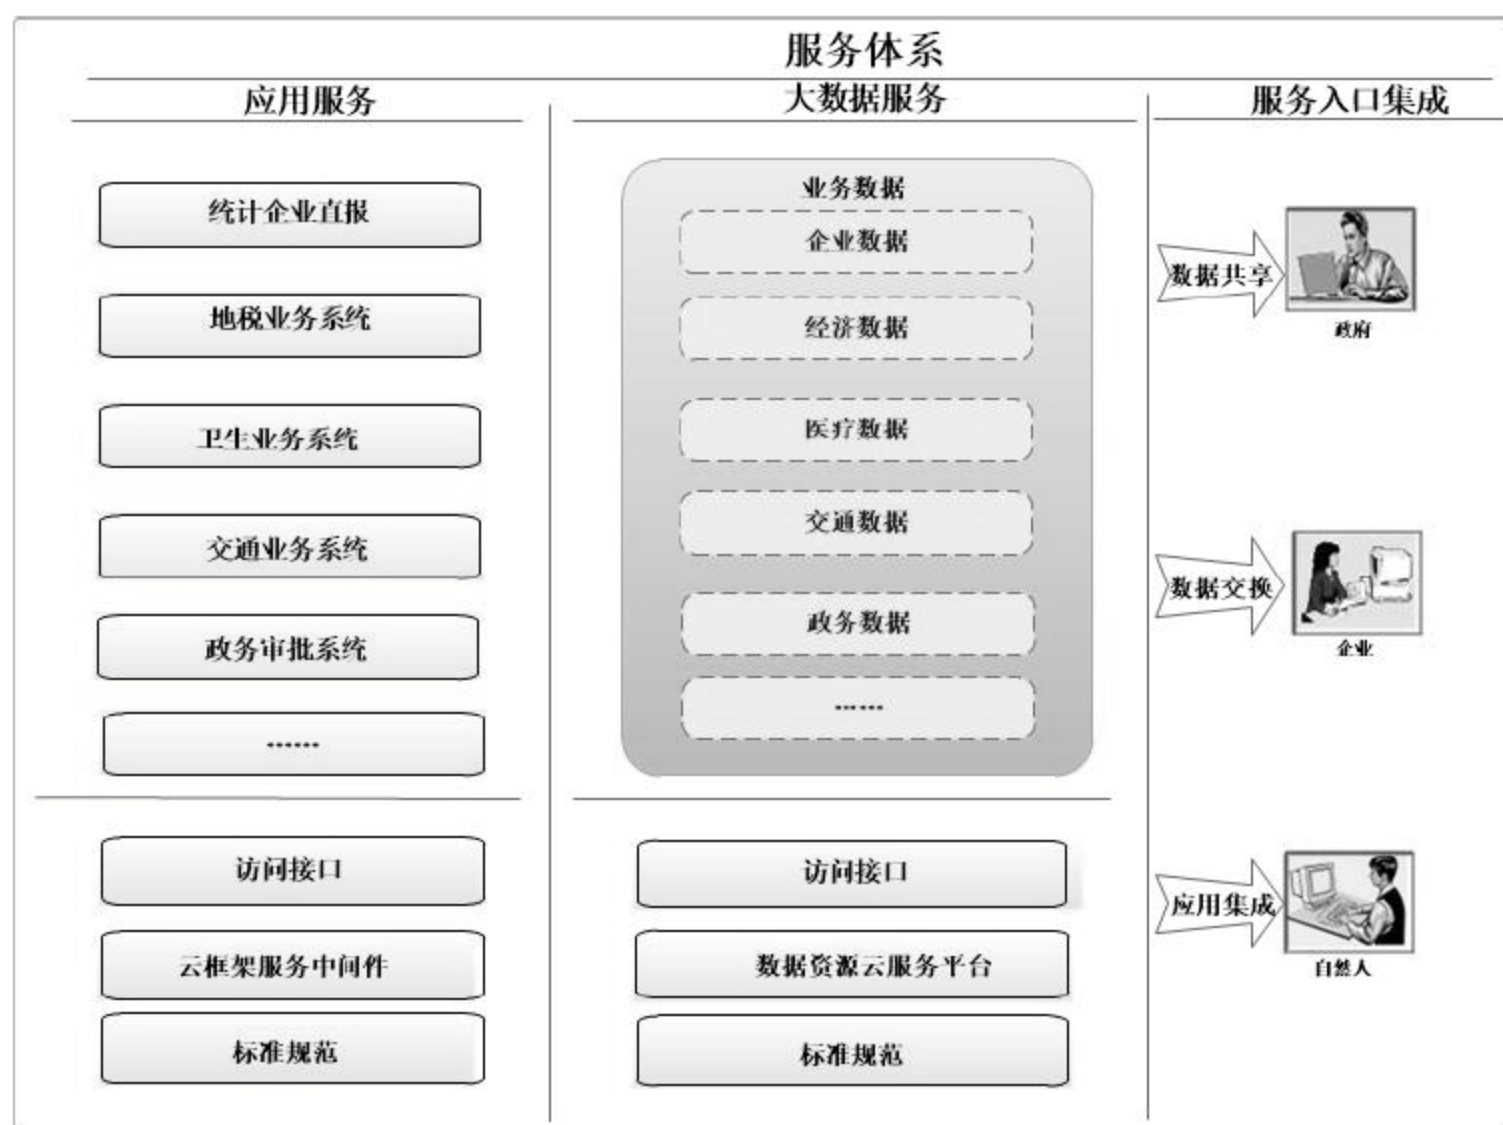 服务体系
应用服务
统计企业直报
地税业务系统
卫生业务系统
交通业务系统
政务审批系统
······
访问接口
云框架服务中间件
标准规范
大数据服务
业务数据
企业数据
经济数据
医疗数据
交通数据
政务数据
······
访问接口
数据资源云服务平台
标准规范
服务入口集成
数据共享
政府
数据交换
企业
应用集成
自然人